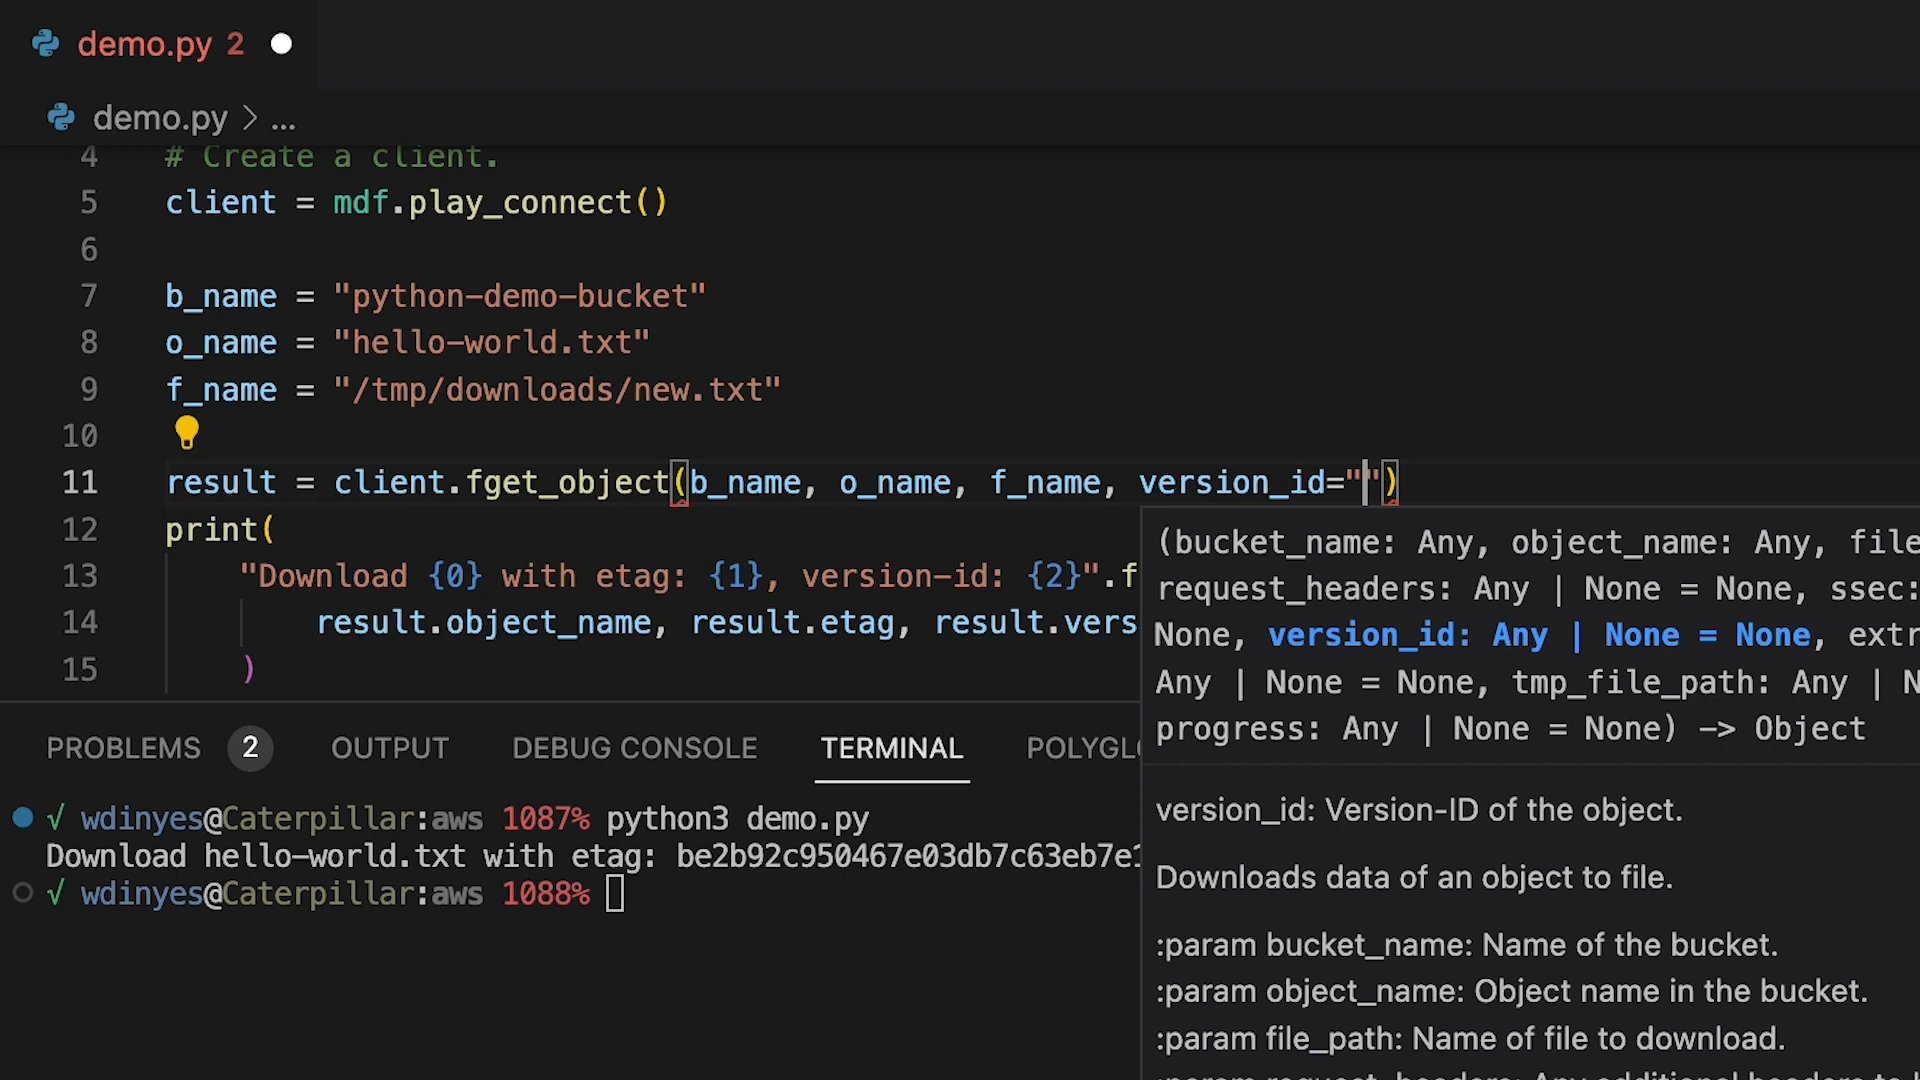 demo.py 2
demo.py > ...
4 # Create a client.
5 client = mdf.play_connect()
6
7 b_name = "python-demo-bucket"
8 o_name = "hello-world.txt"
9 f_name = "/tmp/downloads/new.txt"
10
11 result = client.fget_object(b_name, o_name, f_name, version_id="")
12 print(
13 "Download {0} with etag: {1}, version-id: {2}".f
14 result.object_name, result.etag, result.vers
15 )
(bucket_name: Any, object_name: Any, file
request_headers: Any | None = None, ssec:
None, version_id: Any | None = None, extr
Any | None = None, tmp_file_path: Any | N
progress: Any | None = None) -> Object
version_id: Version-ID of the object.
Downloads data of an object to file.
:param bucket_name: Name of the bucket.
:param object_name: Object name in the bucket.
:param file_path: Name of file to download.
PROBLEMS 2 OUTPUT DEBUG CONSOLE TERMINAL POLYGL
√ wdinyes@Caterpillar:aws 1087% python3 demo.py
Download hello-world.txt with etag: be2b92c950467e03db7c63eb7e1
√ wdinyes@Caterpillar:aws 1088%